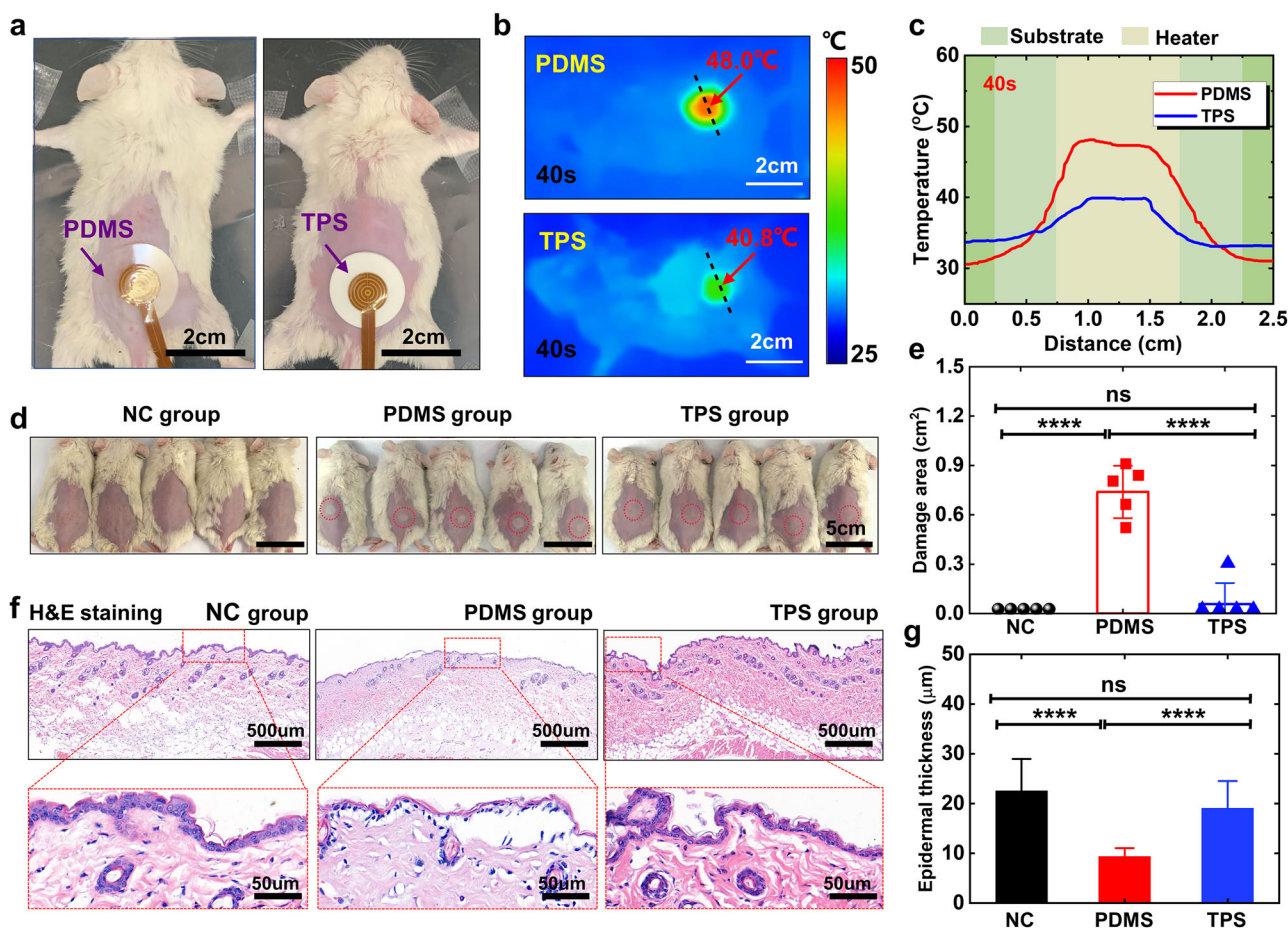 a
PDMS
2cm
TPS
2cm
b
PDMS
48.0℃
40s
2cm
TPS
40.8℃
40s
2cm
℃
50
25
c
Substrate
Heater
40s
PDMS
TPS
Temperature (°C)
60
50
40
30
0.0 0.5 1.0 1.5 2.0 2.5
Distance (cm)
d
NC group
PDMS group
TPS group
5cm
e
Damage area (cm²)
1.5
1.2
0.9
0.6
0.3
0.0
ns
****
****
NC PDMS TPS
f
H&E staining
NC group
PDMS group
TPS group
500um
500um
500um
50um
50um
50um
g
Epidermal thickness (μm)
50
40
30
20
10
0
ns
****
****
NC PDMS TPS